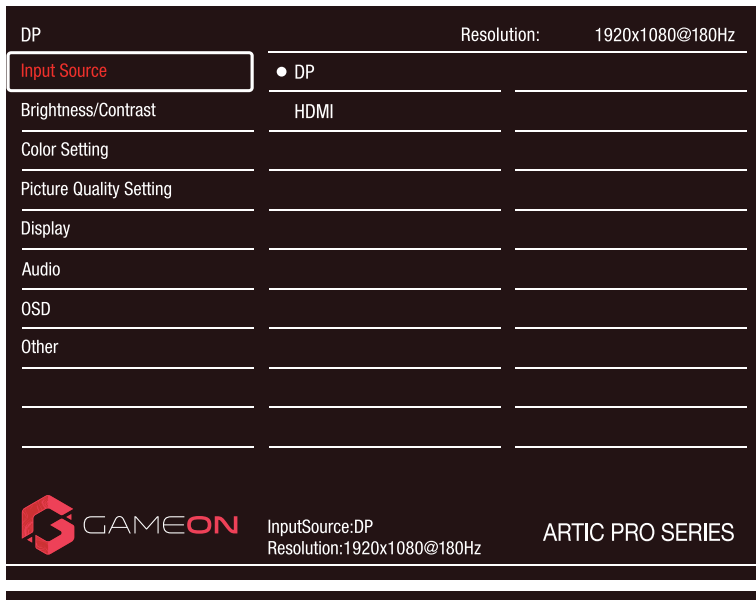 DP Resolution: 1920x1080@180Hz
Input Source DP
Brightness/Contrast HDMI
Color Setting
Picture Quality Setting
Display
Audio
OSD
Other
GAMEON InputSource:DP ARTIC PRO SERIES
Resolution:1920x1080@180Hz